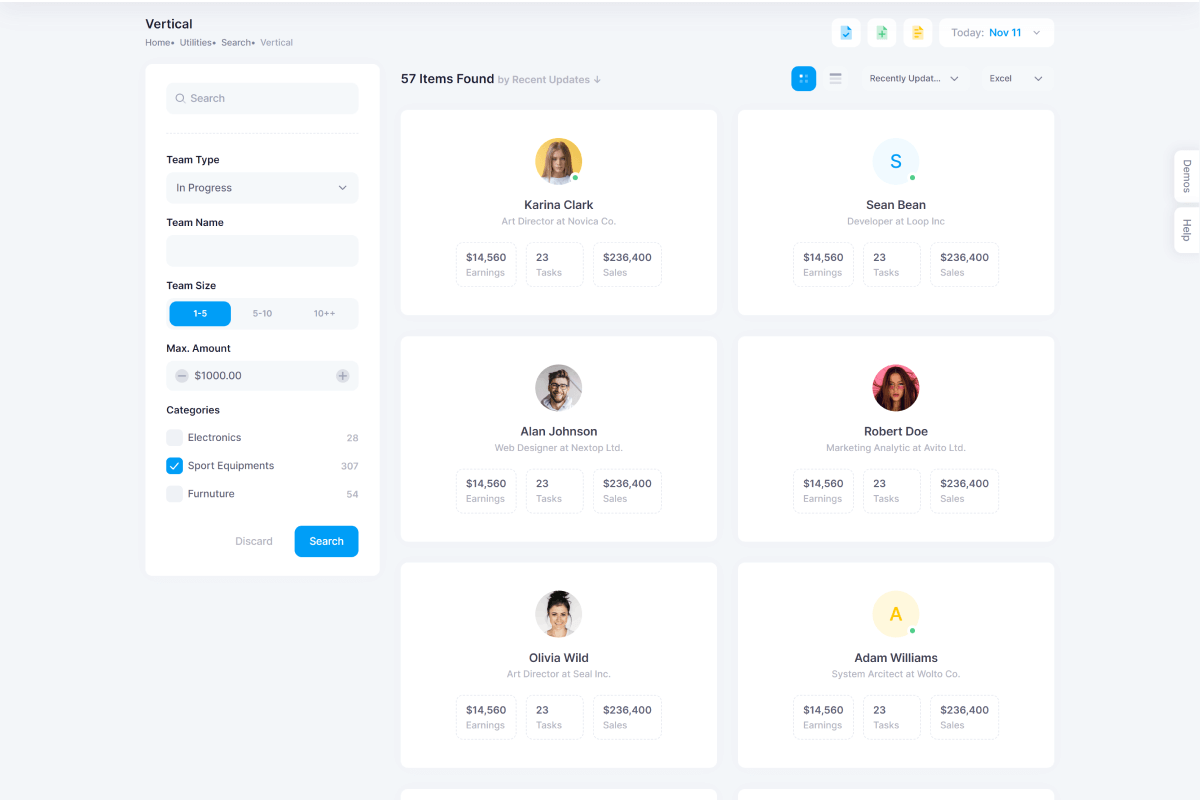 Vertical
Home• Utilities• Search• Vertical
Today: Nov 11
Search
Team Type
In Progress
Team Name
Team Size
1-5 5-10 10++
Max. Amount
$1000.00
Categories
Electronics 28
Sport Equipments 307
Furnuture 54
Discard Search
57 Items Found by Recent Updates ↓
Recently Updat... Excel
Karina Clark
Art Director at Novica Co.
$14,560 23 $236,400
Earnings Tasks Sales
S
Sean Bean
Developer at Loop Inc
$14,560 23 $236,400
Earnings Tasks Sales
Alan Johnson
Web Designer at Nextop Ltd.
$14,560 23 $236,400
Earnings Tasks Sales
Robert Doe
Marketing Analytic at Avito Ltd.
$14,560 23 $236,400
Earnings Tasks Sales
Olivia Wild
Art Director at Seal Inc.
$14,560 23 $236,400
Earnings Tasks Sales
A
Adam Williams
System Arcitect at Wolto Co.
$14,560 23 $236,400
Earnings Tasks Sales
Demos
Help